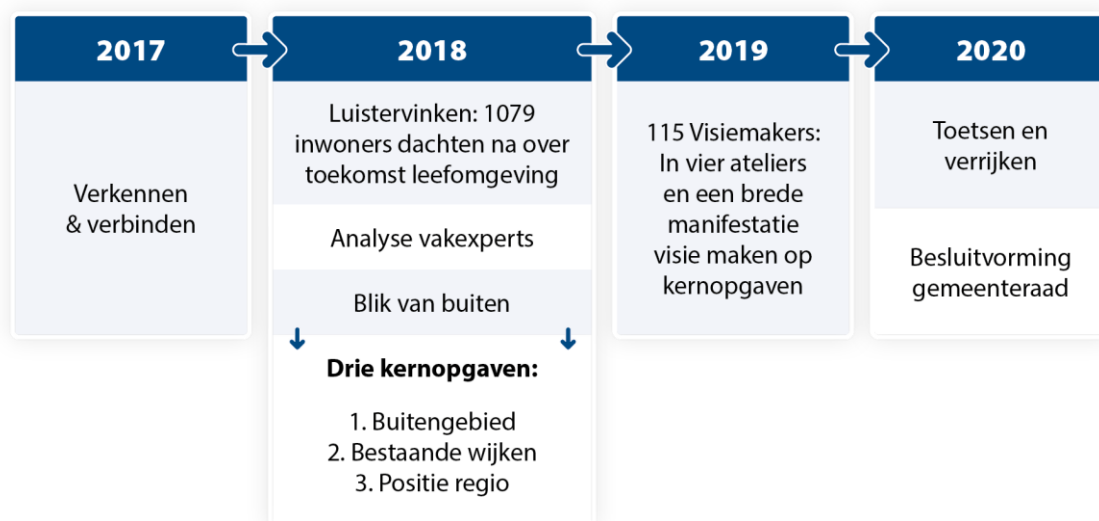 2017
Verkennen
& verbinden
2018
Luistervinken: 1079
inwoners dachten na over
toekomst leefomgeving
Analyse vakexperts
Blik van buiten
Drie kernopgaven:
1. Buitengebied
2. Bestaande wijken
3. Positie regio
2019
115 Visiemakers:
In vier ateliers
en een brede
manifestatie
visie maken op
kernopgaven
2020
Toetsen en
verrijken
Besluitvorming
gemeenteraad